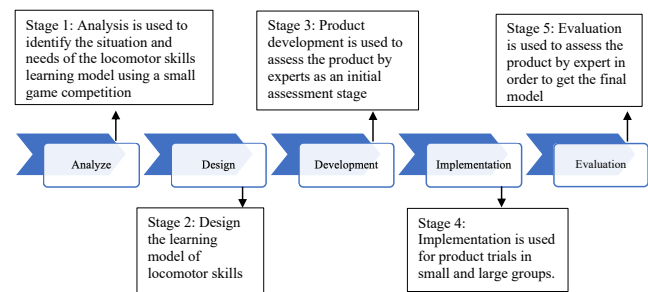 Stage 1: Analysis is used to
identify the situation and
needs of the locomotor skills
learning model using a small
game competition
Stage 3: Product
development is used to
assess the product by
experts as an initial
assessment stage
Stage 5: Evaluation
is used to assess the
product by expert in
order to get the final
model
Analyze
Design
Development
Implementation
Evaluation
Stage 2: Design
the learning
model of
locomotor skills
Stage 4:
Implementation is used
for product trials in
small and large groups.